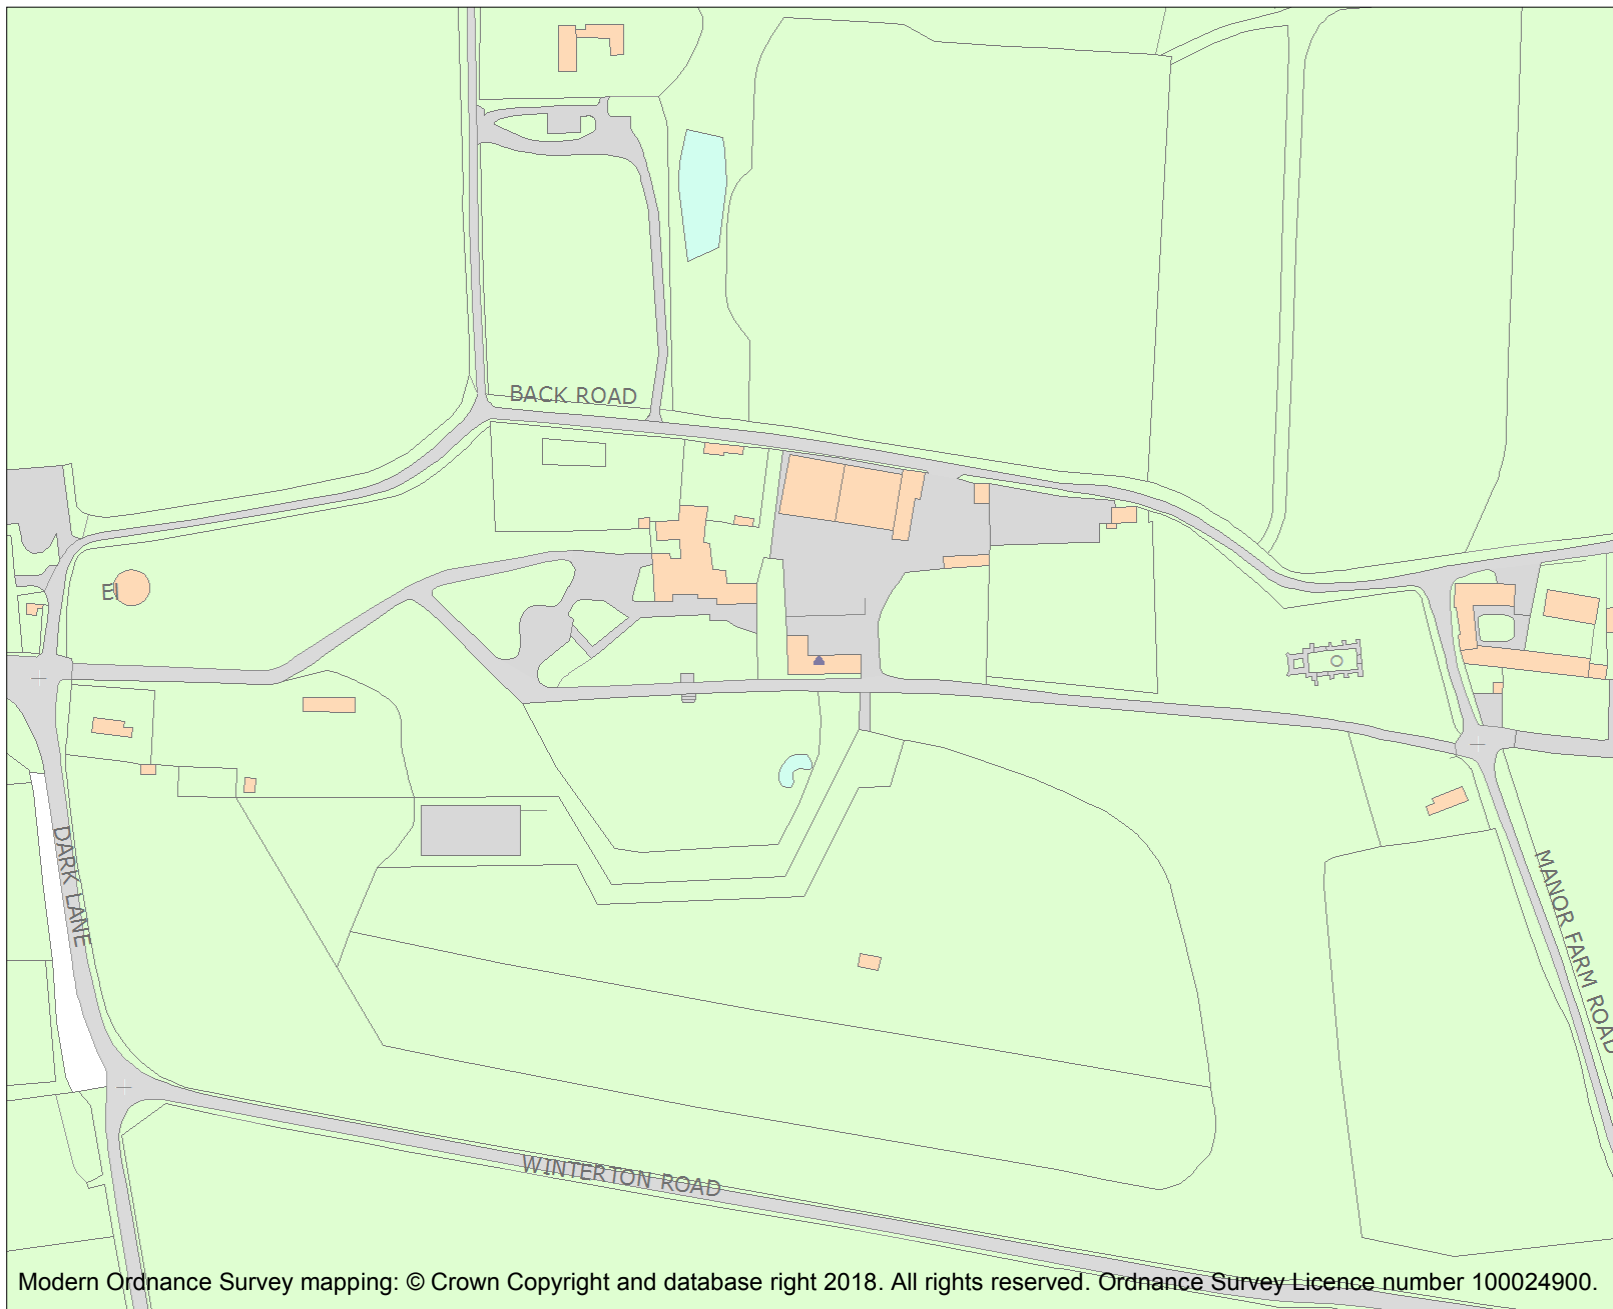 BACK ROAD
El
DARK LANE
MANOR FARM ROAD
WINTERTON ROAD
Modern Ordnance Survey mapping: © Crown Copyright and database right 2018. All rights reserved. Ordnance Survey Licence number 100024900.